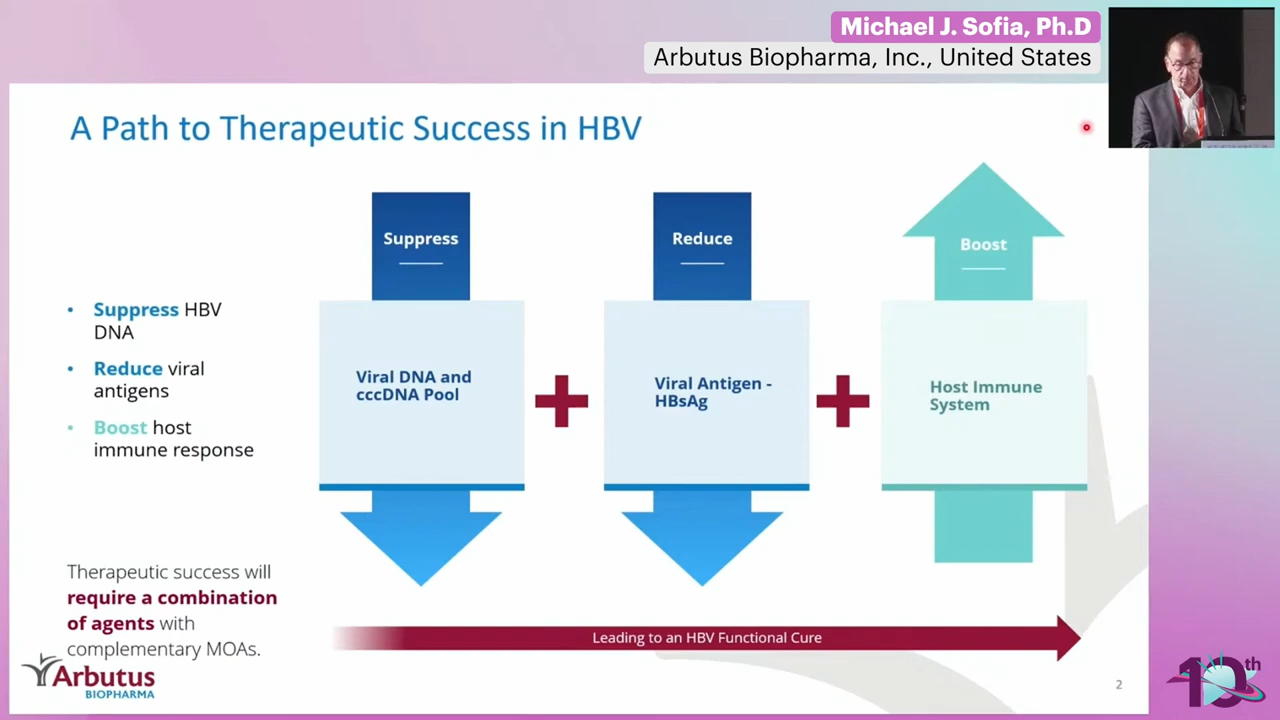 Michael J. Sofia, Ph.D
Arbutus Biopharma, Inc., United States
A Path to Therapeutic Success in HBV
Suppress
Reduce
Boost
• Suppress HBV
DNA
• Reduce viral
antigens
• Boost host
immune response
Viral DNA and
cccDNA Pool
Viral Antigen -
HBsAg
Host Immune
System
Therapeutic success will
require a combination
of agents with
complementary MOAs.
Leading to an HBV Functional Cure
Arbutus
BIOPHARMA
2
10th